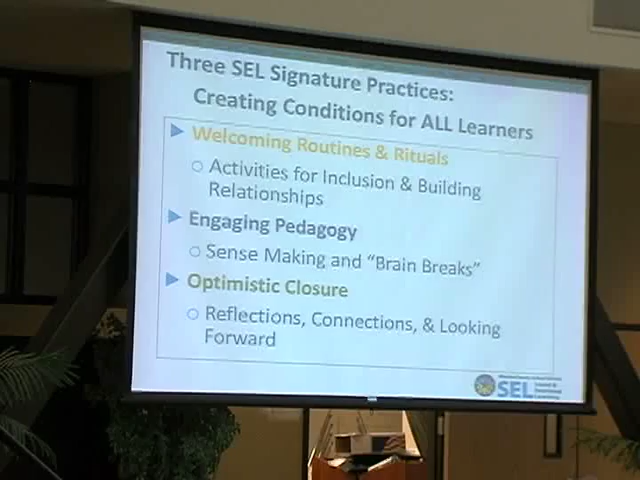 Three SEL Signature Practices:
Creating Conditions for ALL Learners
Welcoming Routines & Rituals
Activities for Inclusion & Building
Relationships
Engaging Pedagogy
Sense Making and “Brain Breaks”
Optimistic Closure
Reflections, Connections, & Looking
Forward
SEL